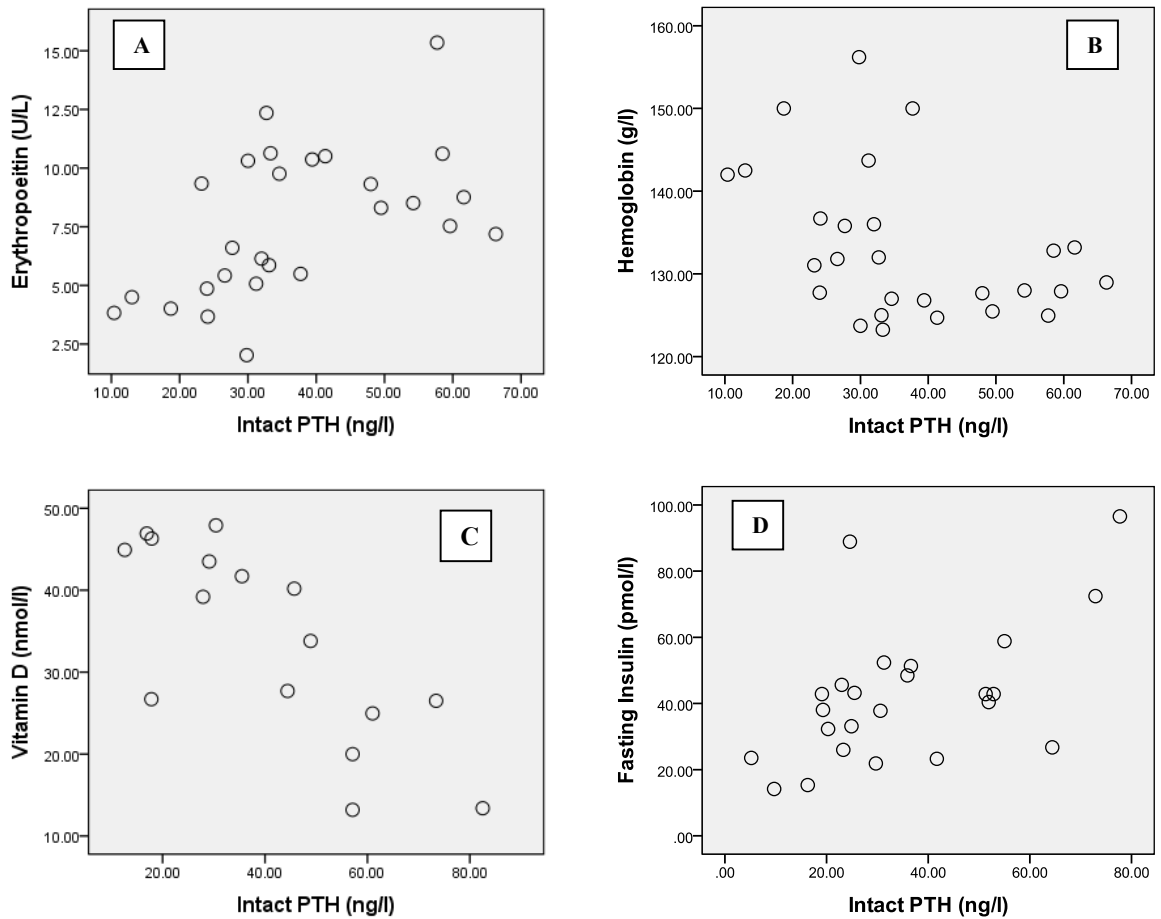 A
15.00
12.50
10.00
7.50
5.00
2.50
Erythropoeitin (U/L)
10.00 20.00 30.00 40.00 50.00 60.00 70.00
Intact PTH (ng/l)
B
160.00
150.00
140.00
130.00
120.00
Hemoglobin (g/l)
10.00 20.00 30.00 40.00 50.00 60.00 70.00
Intact PTH (ng/l)
C
50.00
40.00
30.00
20.00
10.00
Vitamin D (nmol/l)
20.00 40.00 60.00 80.00
Intact PTH (ng/l)
D
100.00
80.00
60.00
40.00
20.00
.00
Fasting Insulin (pmol/l)
.00 20.00 40.00 60.00 80.00
Intact PTH (ng/l)